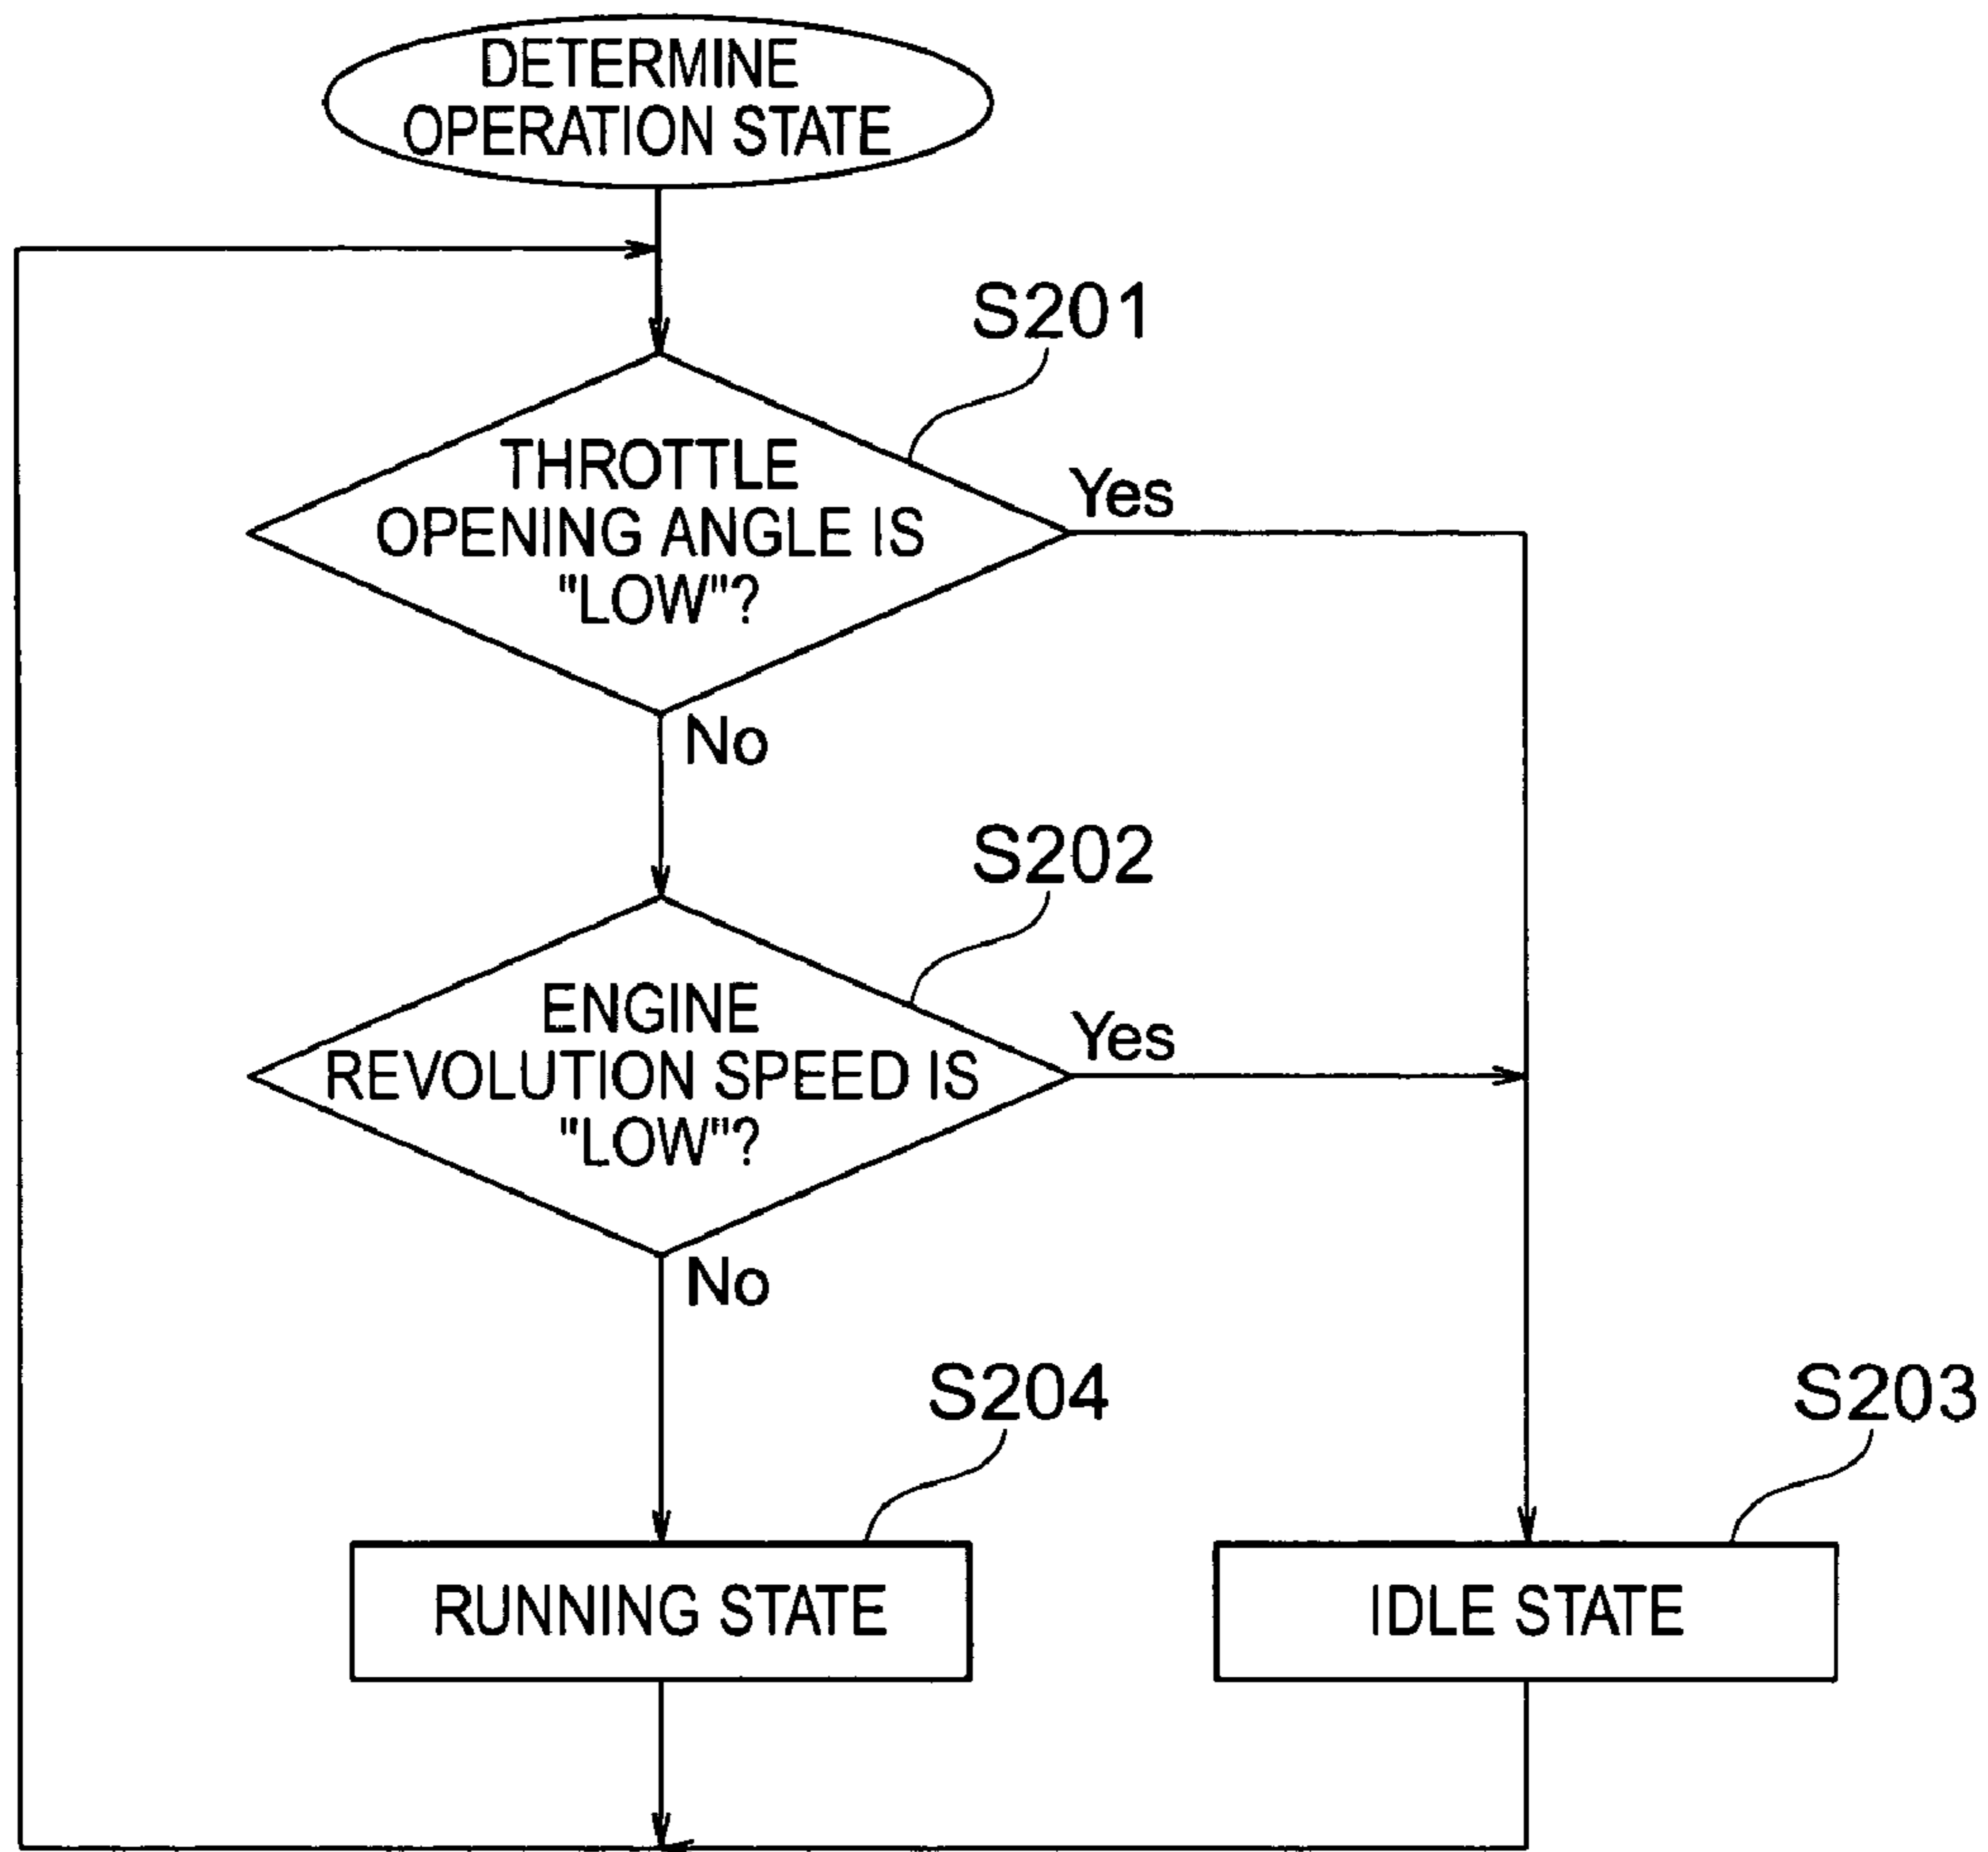 DETERMINE
OPERATION STATE
S201
THROTTLE
OPENING ANGLE IS
"LOW"?
Yes
No
S202
ENGINE
REVOLUTION SPEED IS
"LOW"?
Yes
No
S204
S203
RUNNING STATE
IDLE STATE